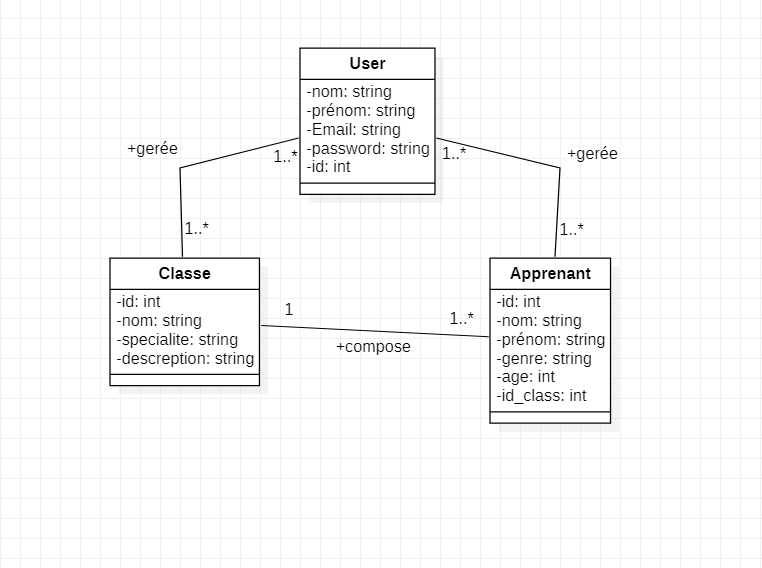 User
-nom: string
-prénom: string
-Email: string
-password: string
-id: int
+gerée
1..*
1..*
+gerée
1..*
1..*
Classe
-id: int
-nom: string
-specialite: string
-descreption: string
1
1..*
+compose
Apprenant
-id: int
-nom: string
-prénom: string
-genre: string
-age: int
-id_class: int